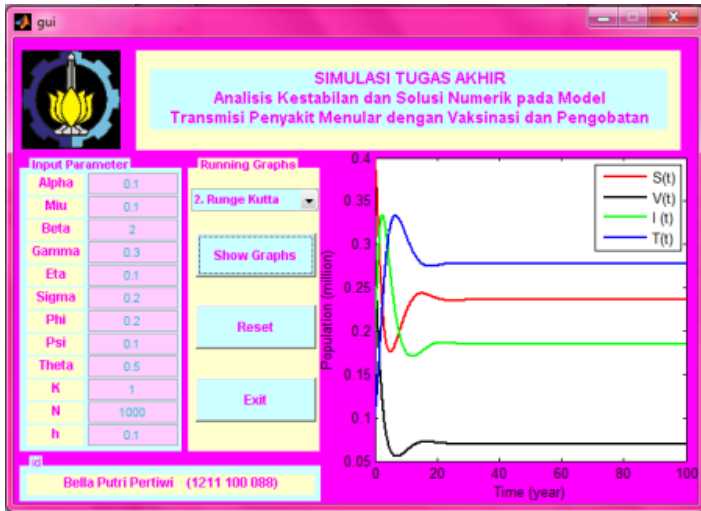 gui
SIMULASI TUGAS AKHIR
Analisis Kestabilan dan Solusi Numerik pada Model
Transmisi Penyakit Menular dengan Vaksinasi dan Pengobatan
Input Parameter
Alpha 0.1
Miu 0.1
Beta 2
Gamma 0.3
Eta 0.1
Sigma 0.2
Phi 0.2
Psi 0.1
Theta 0.5
K 1
N 1000
h 0.1
Running Graphs
2. Runge Kutta
Show Graphs
Reset
Exit
(c)
Bella Putri Pertiwi (1211 100 088)
Population (million)
0.4
0.35
0.3
0.25
0.2
0.15
0.1
0.05
0 20 40 60 80 100
Time (year)
S(t)
V(t)
I (t)
T(t)